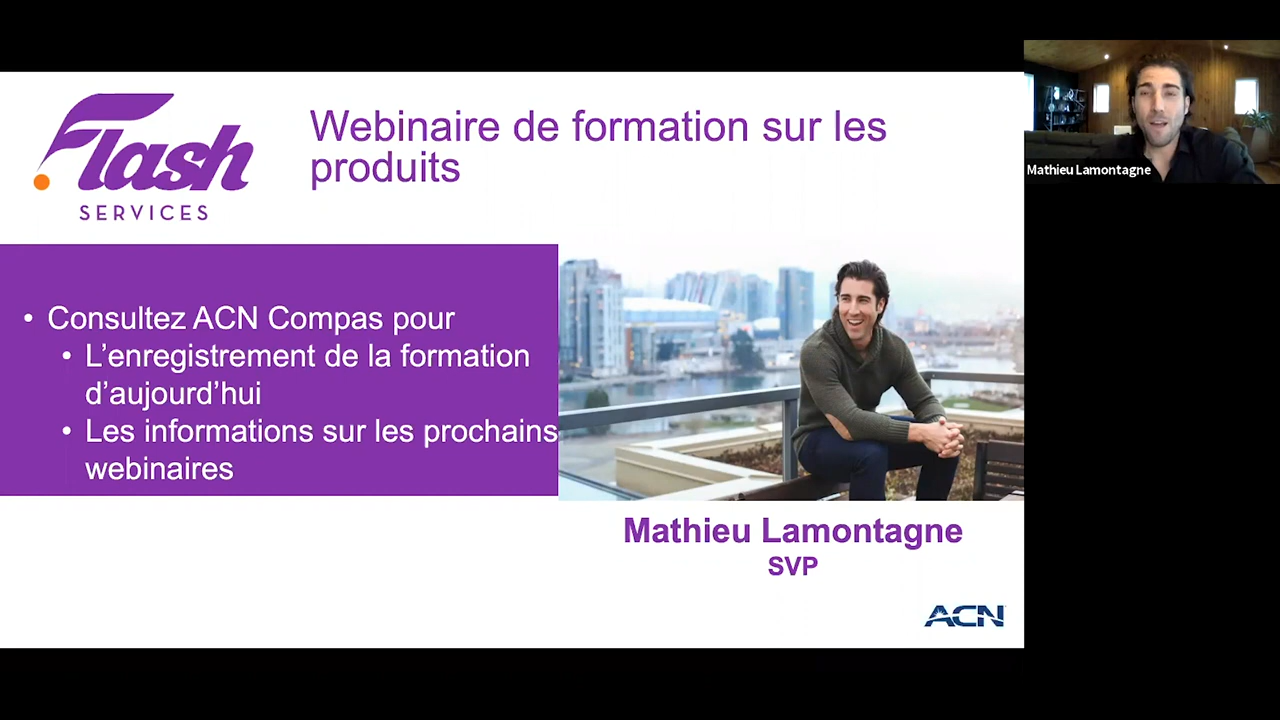 Flash
SERVICES
Webinaire de formation sur les
produits
• Consultez ACN Compas pour
• L’enregistrement de la formation
d’aujourd’hui
• Les informations sur les prochains
webinaires
Mathieu Lamontagne
SVP
ACN
Mathieu Lamontagne